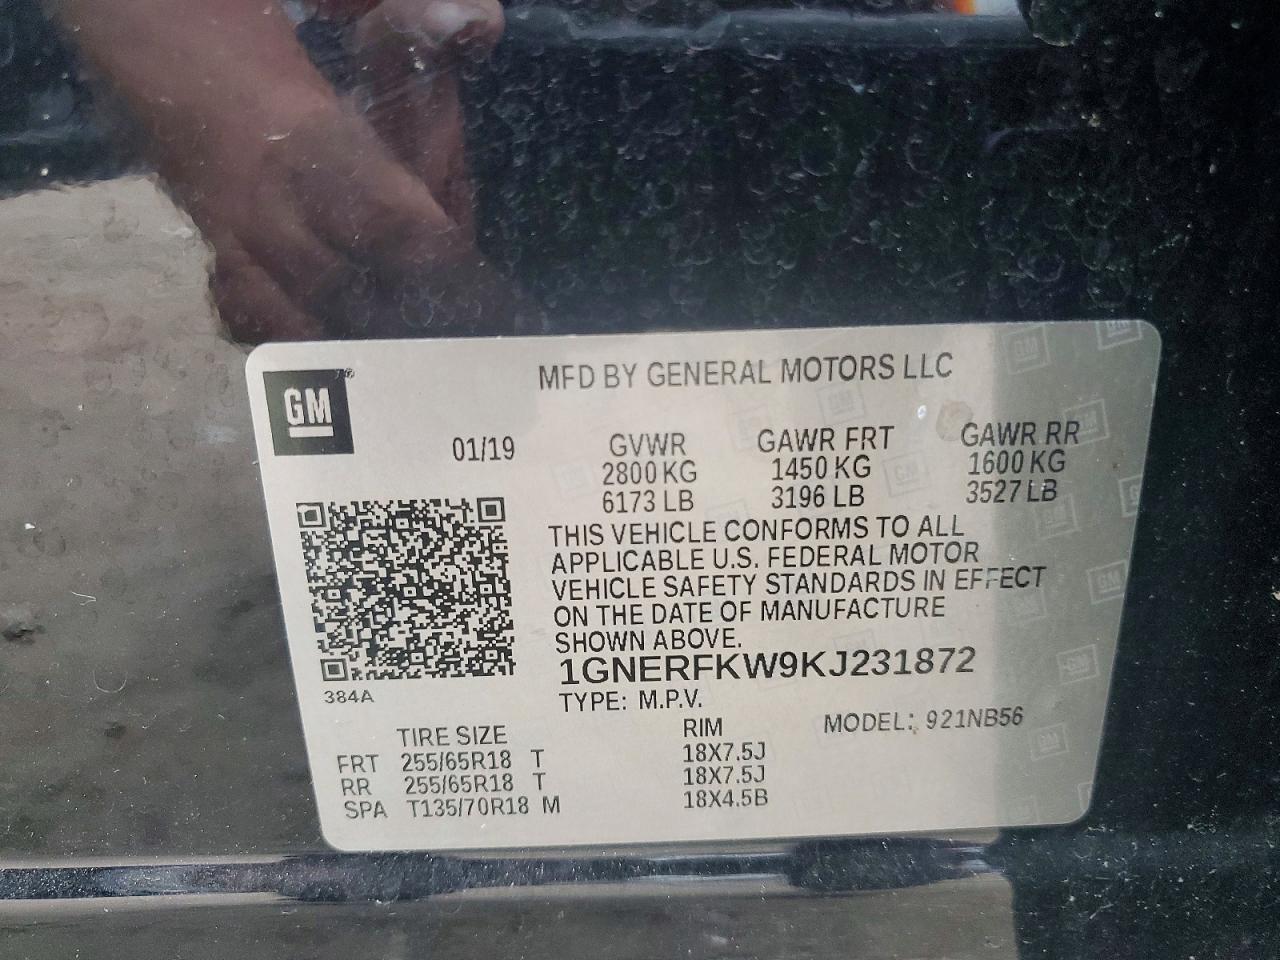 GM
MFD BY GENERAL MOTORS LLC
01/19 GVWR GAWR FRT GAWR RR
2800 KG 1450 KG 1600 KG
6173 LB 3196 LB 3527 LB
THIS VEHICLE CONFORMS TO ALL
APPLICABLE U.S. FEDERAL MOTOR
VEHICLE SAFETY STANDARDS IN EFFECT
ON THE DATE OF MANUFACTURE
SHOWN ABOVE.
1GNERFKW9KJ231872
384A
TYPE: M.P.V.
TIRE SIZE RIM MODEL: 921NB56
FRT 255/65R18 T 18X7.5J
RR 255/65R18 T 18X7.5J
SPA T135/70R18 M 18X4.5B